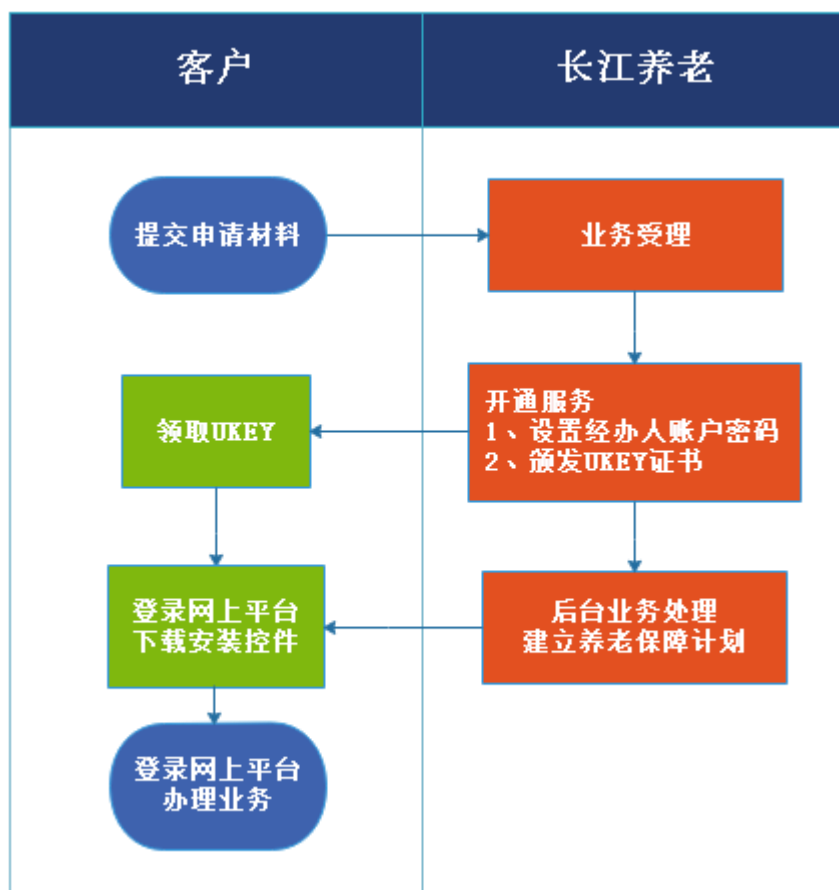 客户
长江养老
提交申请材料
业务受理
领取UKEY
开通服务
1、设置经办人账户密码
2、颁发UKEY证书
登录网上平台
下载安装控件
后台业务处理
建立养老保障计划
登录网上平台
办理业务